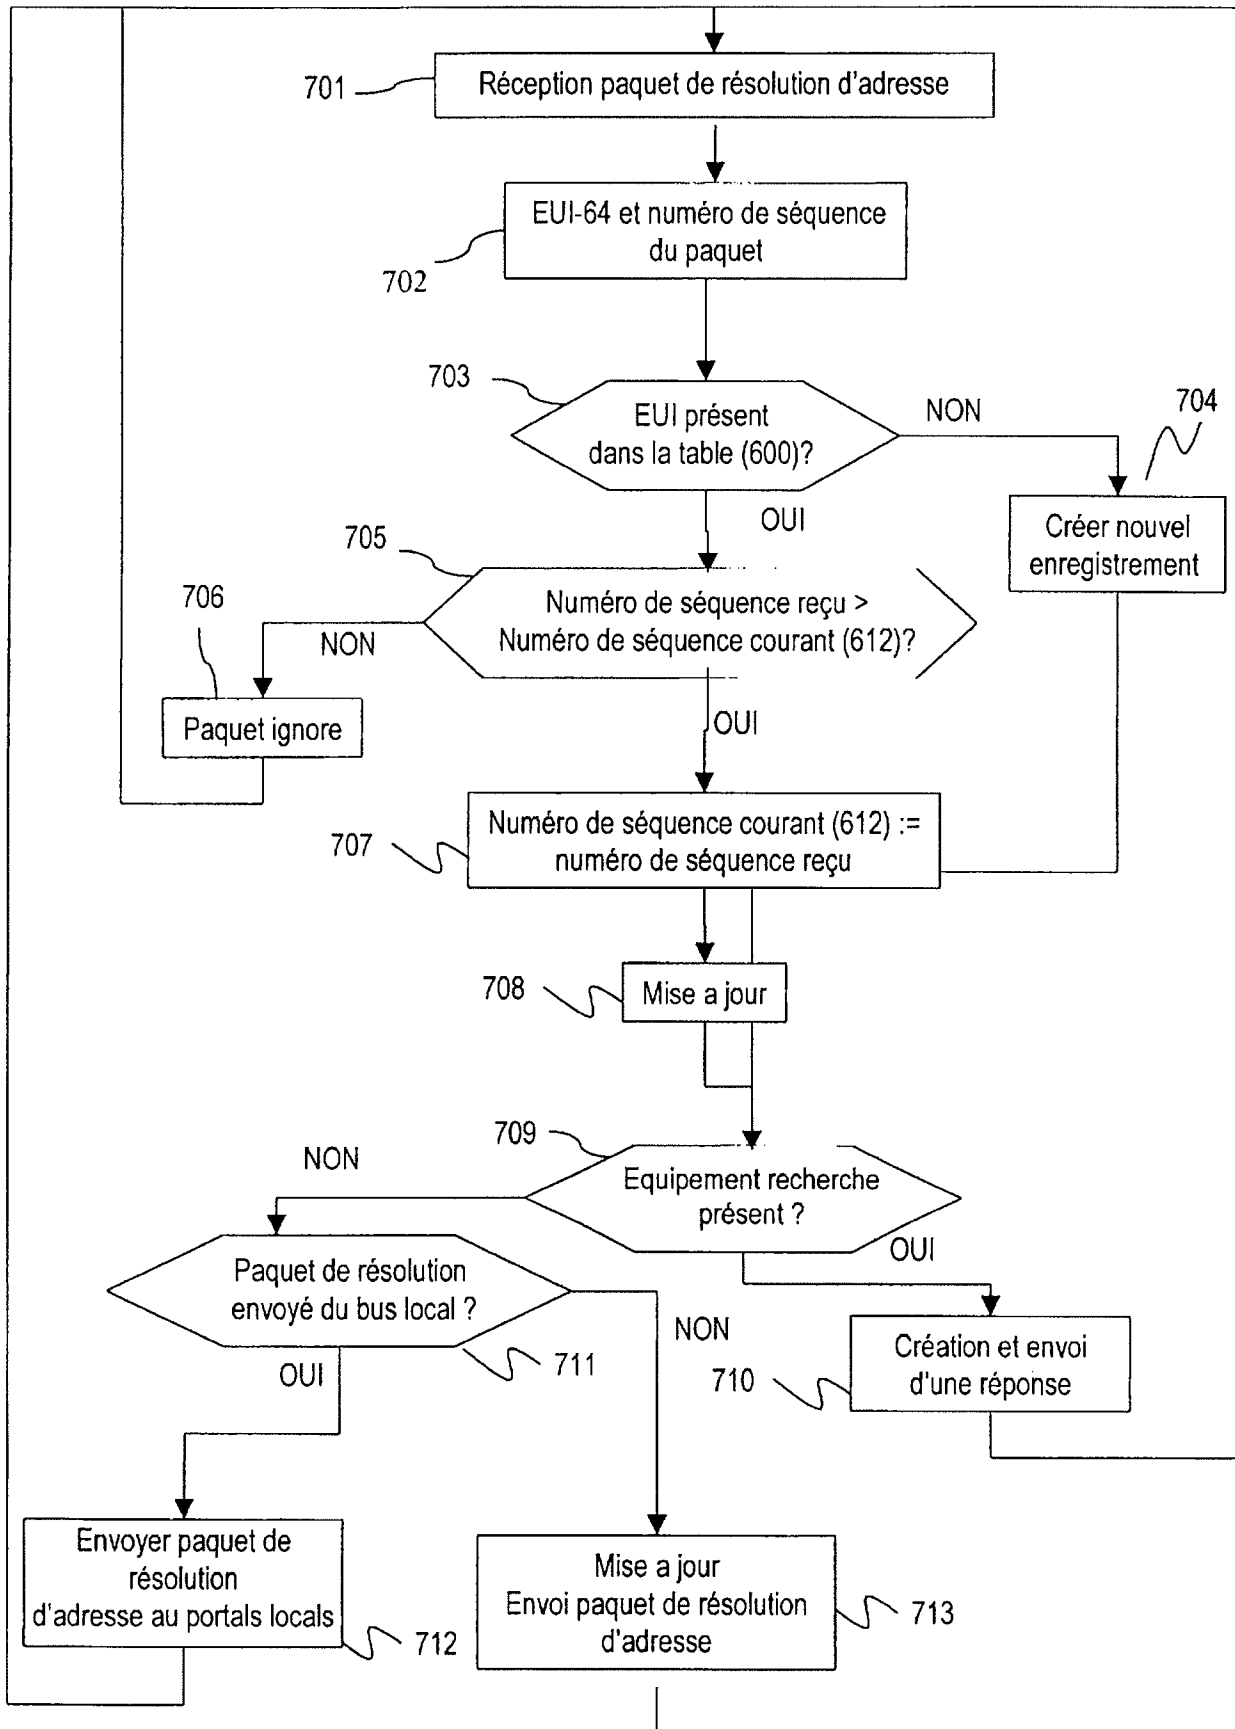 701
Réception paquet de résolution d'adresse
EUI-64 et numéro de séquence
du paquet
702
703
EUI présent
dans la table (600)?
NON
704
OUI
Créer nouvel
enregistrement
705
Numéro de séquence reçu >
Numéro de séquence courant (612)?
706
NON
Paquet ignore
OUI
Numéro de séquence courant (612) :=
numéro de séquence reçu
707
708
Mise a jour
709
NON
Equipement recherche
présent ?
OUI
Paquet de résolution
envoyé du bus local ?
NON
711
OUI
710
Création et envoi
d'une réponse
Envoyer paquet de
résolution
d'adresse au portals locals
712
Mise a jour
Envoi paquet de résolution
d'adresse
713